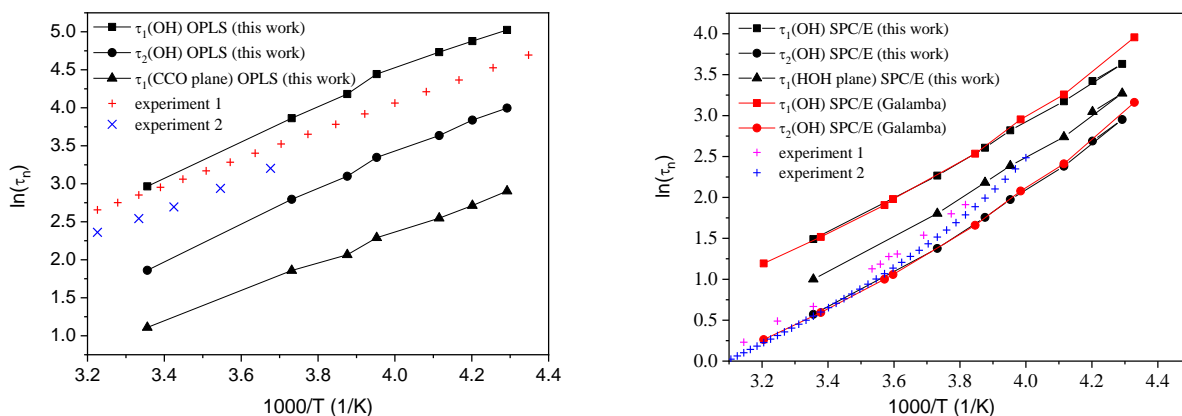 5.0
4.5
4.0
3.5
3.0
2.5
2.0
1.5
1.0
ln(τn)
τ1(OH) OPLS (this work)
τ2(OH) OPLS (this work)
τ1(CCO plane) OPLS (this work)
experiment 1
experiment 2
3.2 3.4 3.6 3.8 4.0 4.2 4.4
1000/T (1/K)
4.0
3.5
3.0
2.5
2.0
1.5
1.0
0.5
0.0
ln(τn)
τ1(OH) SPC/E (this work)
τ2(OH) SPC/E (this work)
τ1(HOH plane) SPC/E (this work)
τ1(OH) SPC/E (Galamba)
τ2(OH) SPC/E (Galamba)
experiment 1
experiment 2
3.2 3.4 3.6 3.8 4.0 4.2 4.4
1000/T (1/K)